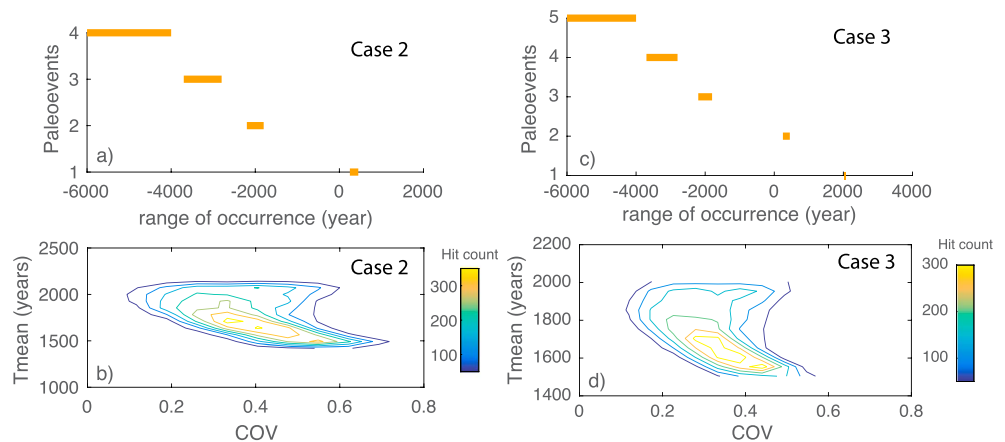 Case 2
Paleoevents
4
3
2
1
a)
-6000 -4000 -2000 0 2000
range of occurrence (year)
Case 3
Paleoevents
5
4
3
2
1
c)
-6000 -4000 -2000 0 2000 4000
range of occurrence (year)
Case 2
Tmean (years)
2500
2000
1500
1000
b)
0 0.2 0.4 0.6 0.8
COV
Hit count
300
200
100
Case 3
Tmean (years)
2200
2000
1800
1600
1400
d)
0 0.2 0.4 0.6 0.8
COV
Hit count
300
200
100